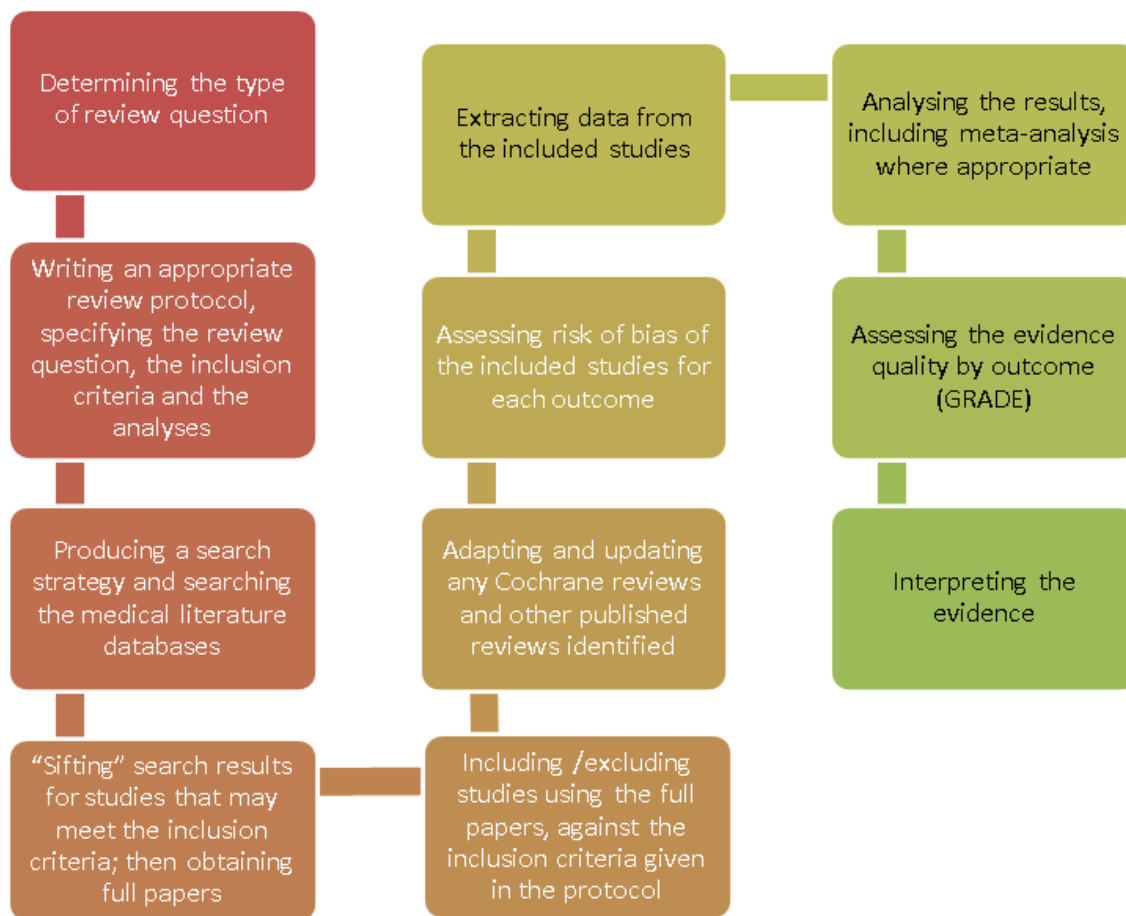 Determining the type
of review question
Writing an appropriate
review protocol,
specifying the review
question, the inclusion
criteria and the
analyses
Producing a search
strategy and searching
the medical literature
databases
“Sifting” search results
for studies that may
meet the inclusion
criteria; then obtaining
full papers
Including /excluding
studies using the full
papers, against the
inclusion criteria given
in the protocol
Adapting and updating
any Cochrane reviews
and other published
reviews identified
Assessing risk of bias of
the included studies for
each outcome
Extracting data from
the included studies
Analysing the results,
including meta-analysis
where appropriate
Assessing the evidence
quality by outcome
(GRADE)
Interpreting the
evidence